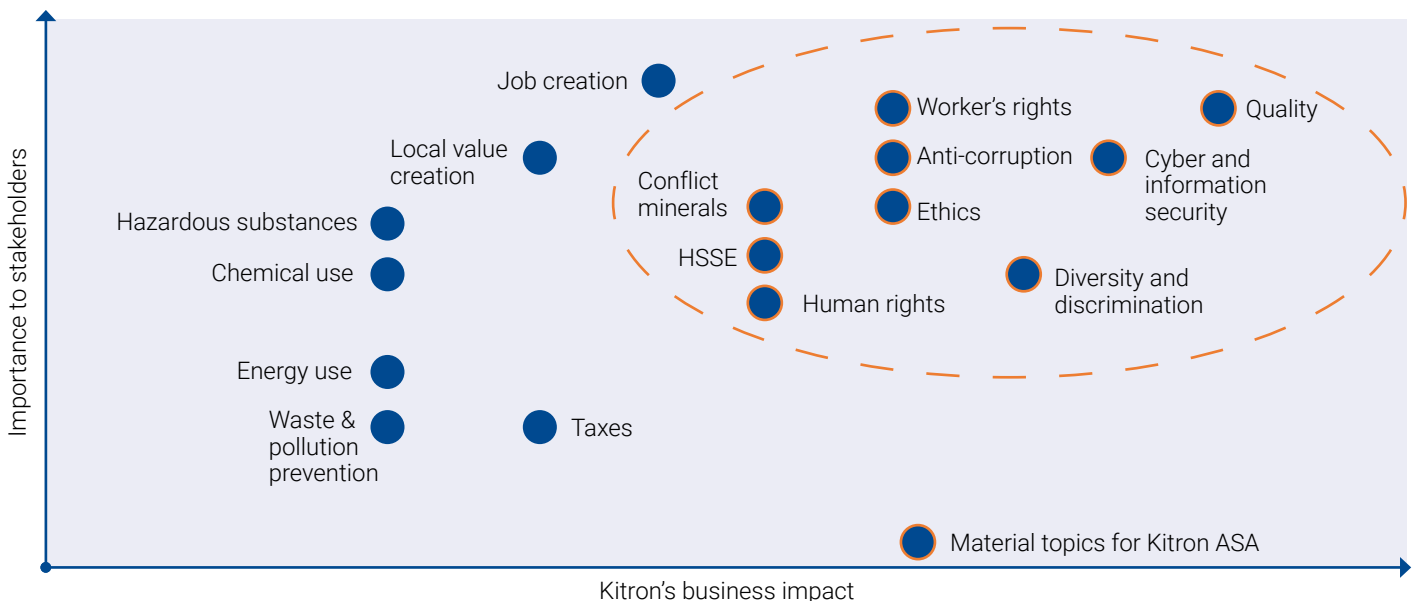 Importance to stakeholders
Job creation
Worker's rights
Quality
Local value
creation
Anti-corruption
Cyber and
information
security
Conflict
minerals
Ethics
Hazardous substances
HSSE
Chemical use
Diversity and
discrimination
Human rights
Energy use
Waste &
pollution
prevention
Taxes
Material topics for Kitron ASA
Kitron's business impact